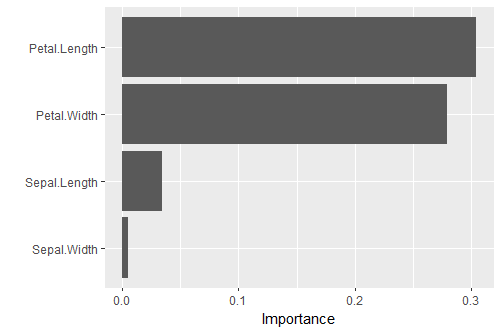 Petal.Length
Petal.Width
Sepal.Length
Sepal.Width
0.0 0.1 0.2 0.3
Importance